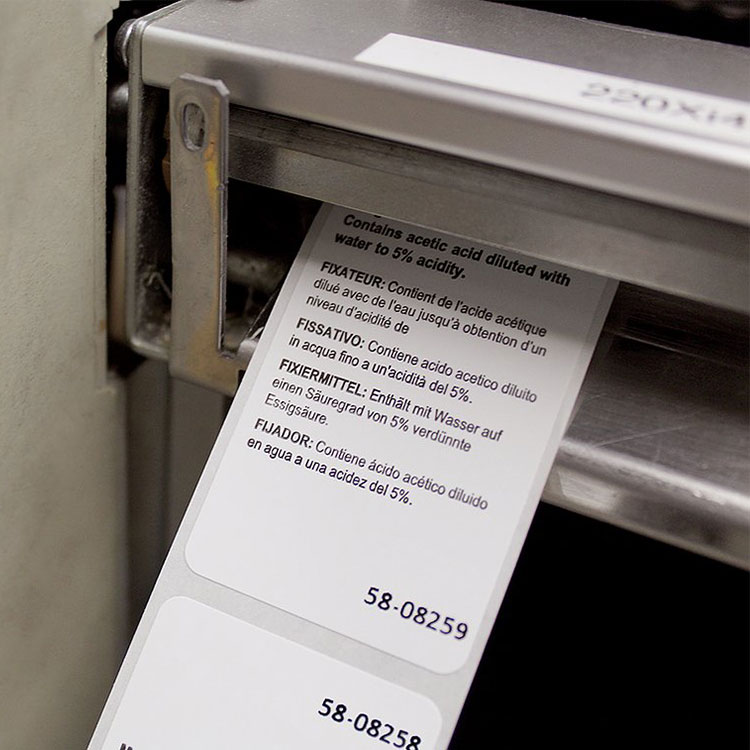 220Xi4
Contains acetic acid diluted with
water to 5% acidity.
FIXATEUR: Contient de l'acide acétique
dilué avec de l'eau jusqu'à obtention d'un
niveau d'acidité de
FISSATIVO: Contiene acido acetico diluito
in acqua fino a un'acidità del 5%.
FIXIERMITTEL: Enthält mit Wasser auf
einen Säuregrad von 5% verdünnte
Essigsäure.
FIJADOR: Contiene ácido acético diluido
en agua a una acidez del 5%.
58-08259
58-08258